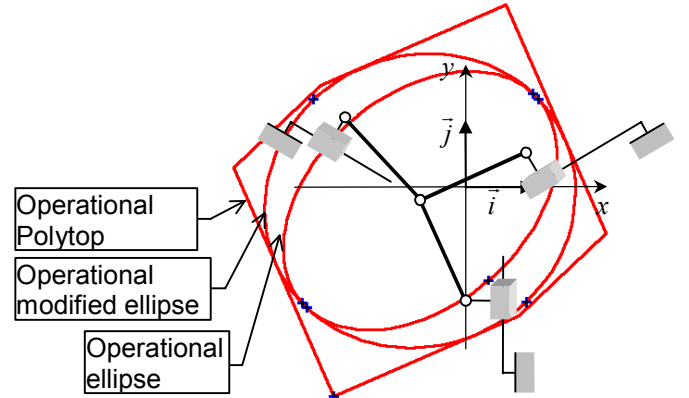 y
j
i
x
Operational
Polytop
Operational
modified ellipse
Operational
ellipse